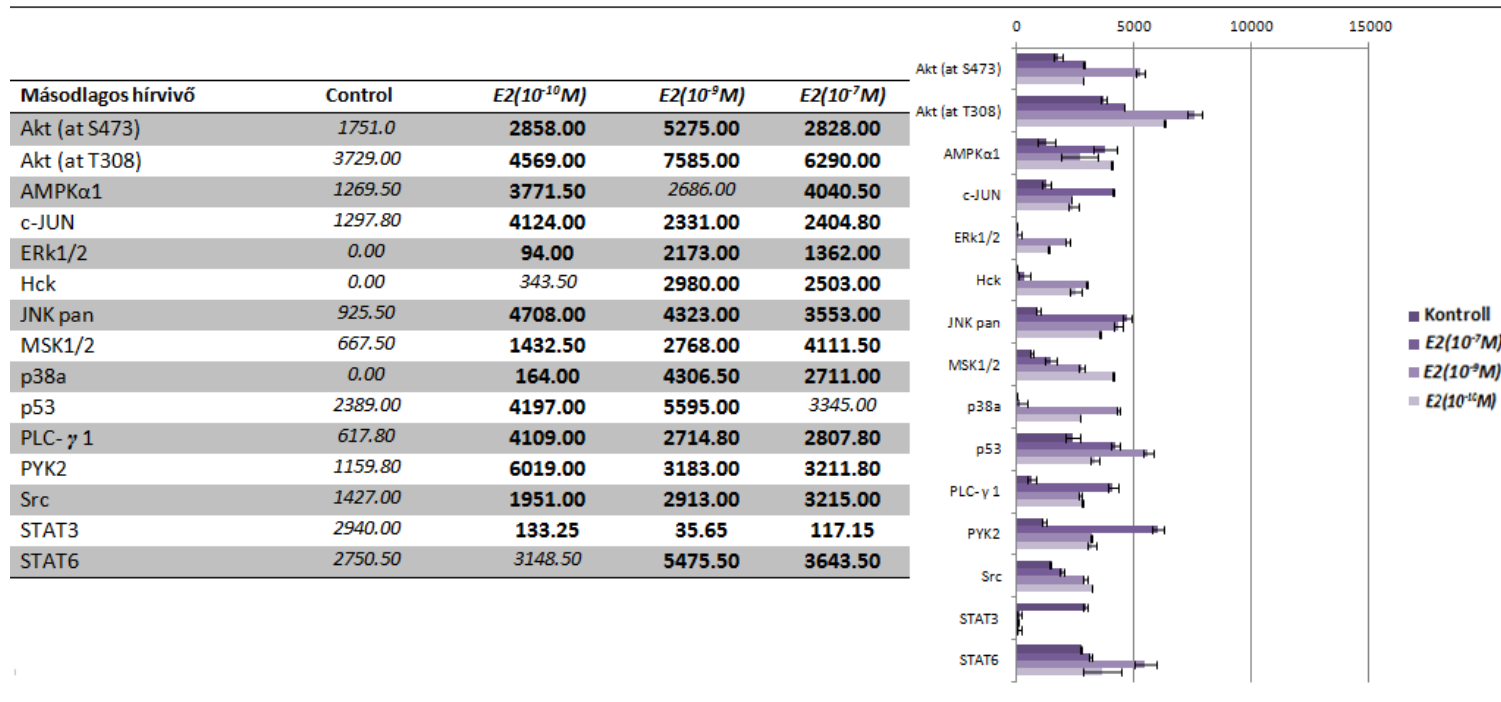 Másodlagos hírvivő Control E2(10⁻¹⁰M) E2(10⁻⁹M) E2(10⁻⁷M)
Akt (at S473) 1751.0 2858.00 5275.00 2828.00
Akt (at T308) 3729.00 4569.00 7585.00 6290.00
AMPKα1 1269.50 3771.50 2686.00 4040.50
c-JUN 1297.80 4124.00 2331.00 2404.80
ERk1/2 0.00 94.00 2173.00 1362.00
Hck 0.00 343.50 2980.00 2503.00
JNK pan 925.50 4708.00 4323.00 3553.00
MSK1/2 667.50 1432.50 2768.00 4111.50
p38a 0.00 164.00 4306.50 2711.00
p53 2389.00 4197.00 5595.00 3345.00
PLC- γ 1 617.80 4109.00 2714.80 2807.80
PYK2 1159.80 6019.00 3183.00 3211.80
Src 1427.00 1951.00 2913.00 3215.00
STAT3 2940.00 133.25 35.65 117.15
STAT6 2750.50 3148.50 5475.50 3643.50
0 5000 10000 15000
Akt (at S473)
Akt (at T308)
AMPKα1
c-JUN
ERk1/2
Hck
JNK pan
MSK1/2
p38a
p53
PLC- γ 1
PYK2
Src
STAT3
STAT6
Kontroll
E2(10⁻⁷M)
E2(10⁻⁹M)
E2(10⁻¹⁰M)